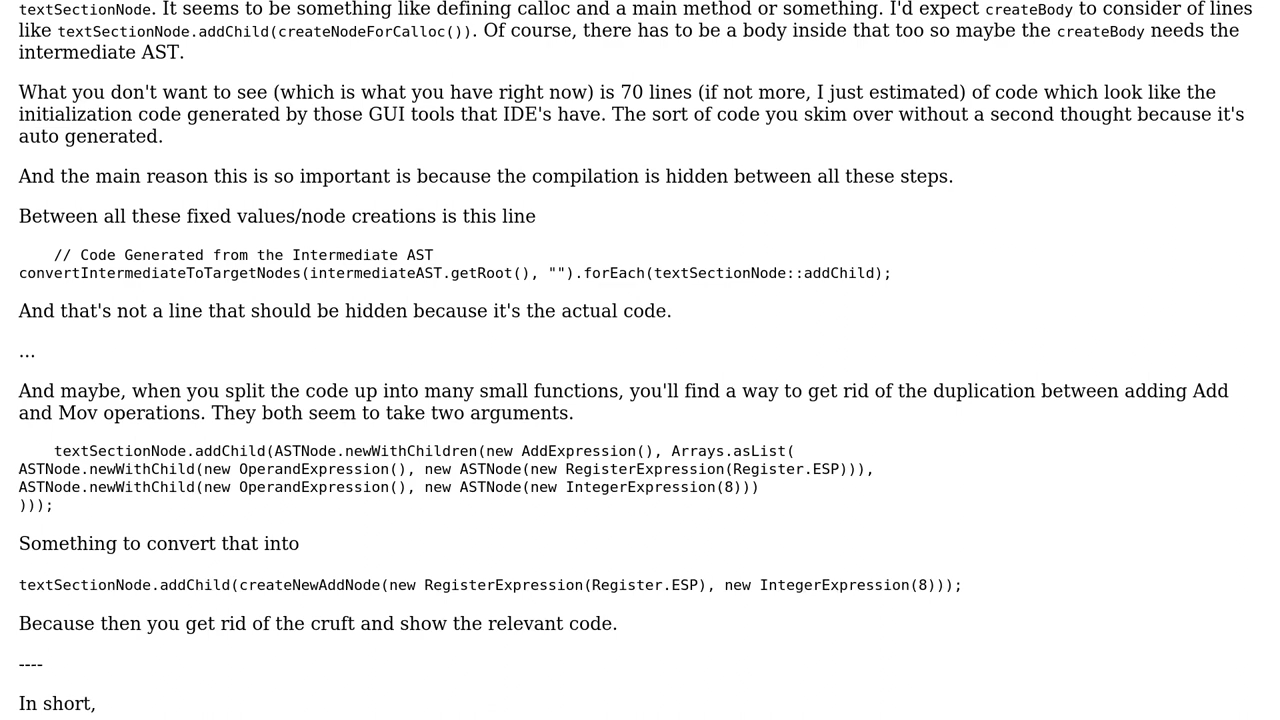 textSectionNode. It seems to be something like defining calloc and a main method or something. I'd expect createBody to consider of lines
like textSectionNode.addChild(createNodeForCalloc()). Of course, there has to be a body inside that too so maybe the createBody needs the
intermediate AST.
What you don't want to see (which is what you have right now) is 70 lines (if not more, I just estimated) of code which look like the
initialization code generated by those GUI tools that IDE's have. The sort of code you skim over without a second thought because it's
auto generated.
And the main reason this is so important is because the compilation is hidden between all these steps.
Between all these fixed values/node creations is this line
// Code Generated from the Intermediate AST
convertIntermediateToTargetNodes(intermediateAST.getRoot(), "").forEach(textSectionNode::addChild);
And that's not a line that should be hidden because it's the actual code.
...
And maybe, when you split the code up into many small functions, you'll find a way to get rid of the duplication between adding Add
and Mov operations. They both seem to take two arguments.
textSectionNode.addChild(ASTNode.newWithChildren(new AddExpression(), Arrays.asList(
ASTNode.newWithChild(new OperandExpression(), new ASTNode(new RegisterExpression(Register.ESP))),
ASTNode.newWithChild(new OperandExpression(), new ASTNode(new IntegerExpression(8)))
)));
Something to convert that into
textSectionNode.addChild(createNewAddNode(new RegisterExpression(Register.ESP), new IntegerExpression(8)));
Because then you get rid of the cruft and show the relevant code.
----
In short,